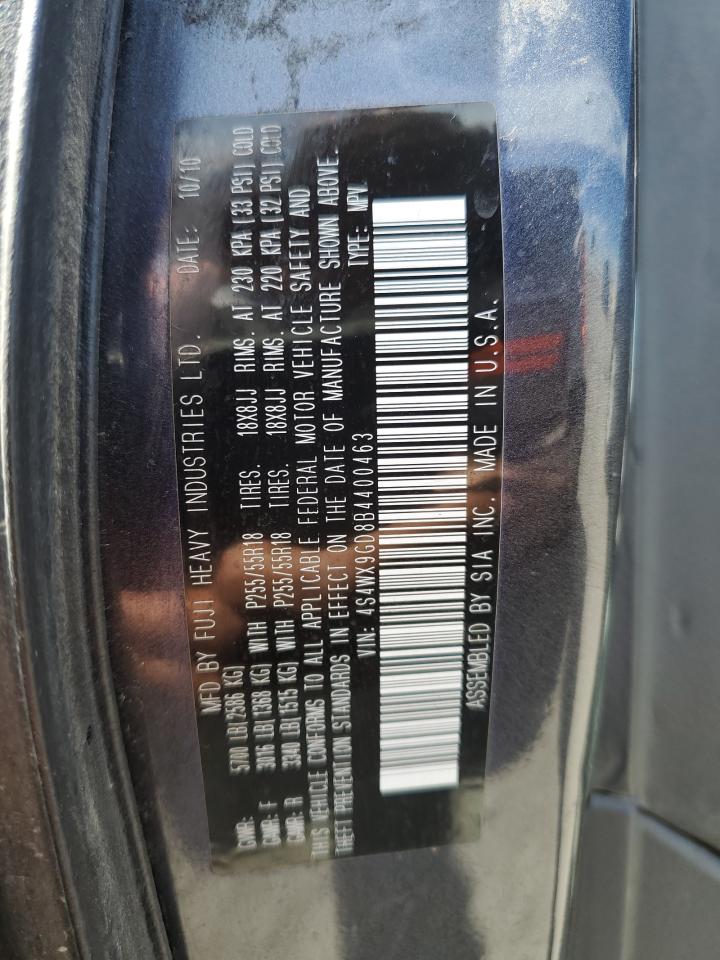 MFD BY FUJI HEAVY INDUSTRIES LTD. DATE: 10/10
GVWR: 5700 LB(2586 KG)
GAWR: F 3016 LB(1368 KG) WITH P255/55R18 TIRES. 18X8JJ RIMS. AT 230 KPA (33 PSI) COLD
GAWR: R 3340 LB(1515 KG) WITH P255/55R18 TIRES. 18X8JJ RIMS. AT 220 KPA (32 PSI) COLD
THIS VEHICLE CONFORMS TO ALL APPLICABLE FEDERAL MOTOR VEHICLE SAFETY AND
THEFT PREVENTION STANDARDS IN EFFECT ON THE DATE OF MANUFACTURE SHOWN ABOVE.
VIN: 4S4WX9GD8B4400463 TYPE: MPV
ASSEMBLED BY SIA INC. MADE IN U.S.A.